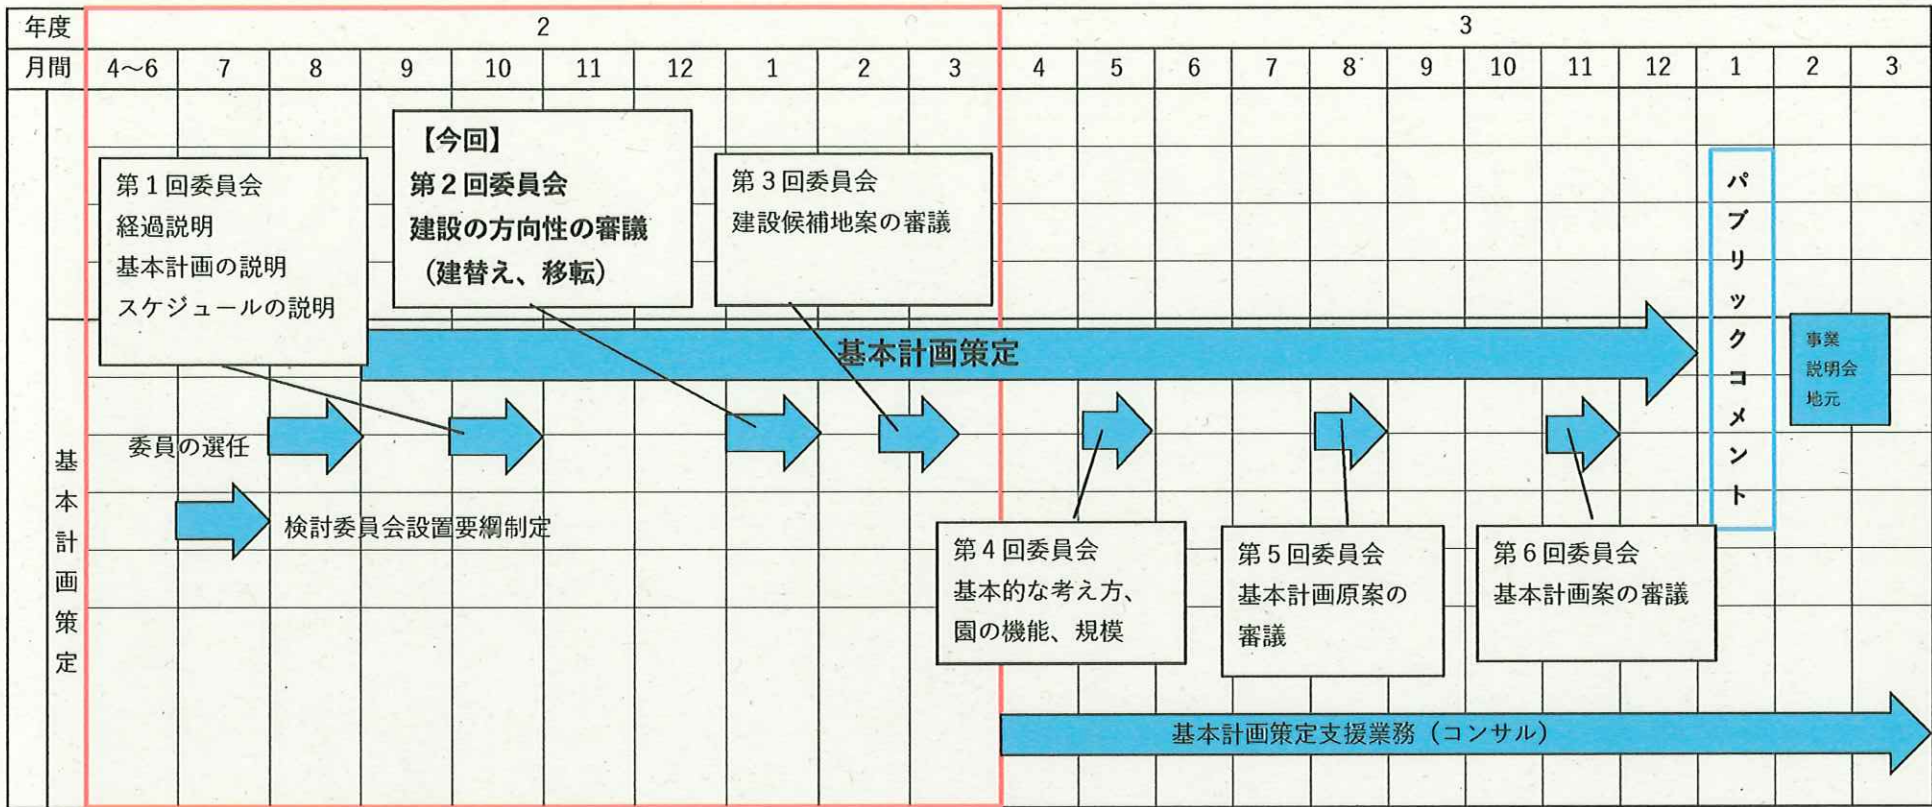 年度 2 3
月間 4～6 7 8 9 10 11 12 1 2 3 4 5 6 7 8 9 10 11 12 1 2 3
第1回委員会
経過説明
基本計画の説明
スケジュールの説明
【今回】
第2回委員会
建設の方向性の審議
（建替え、移転）
第3回委員会
建設候補地案の審議
パブリックコメント
基本計画策定
事業
説明会
地元
委員の選任
検討委員会設置要綱制定
基本計画策定
第4回委員会
基本的な考え方、
園の機能、規模
第5回委員会
基本計画原案の
審議
第6回委員会
基本計画案の審議
基本計画策定支援業務（コンサル）